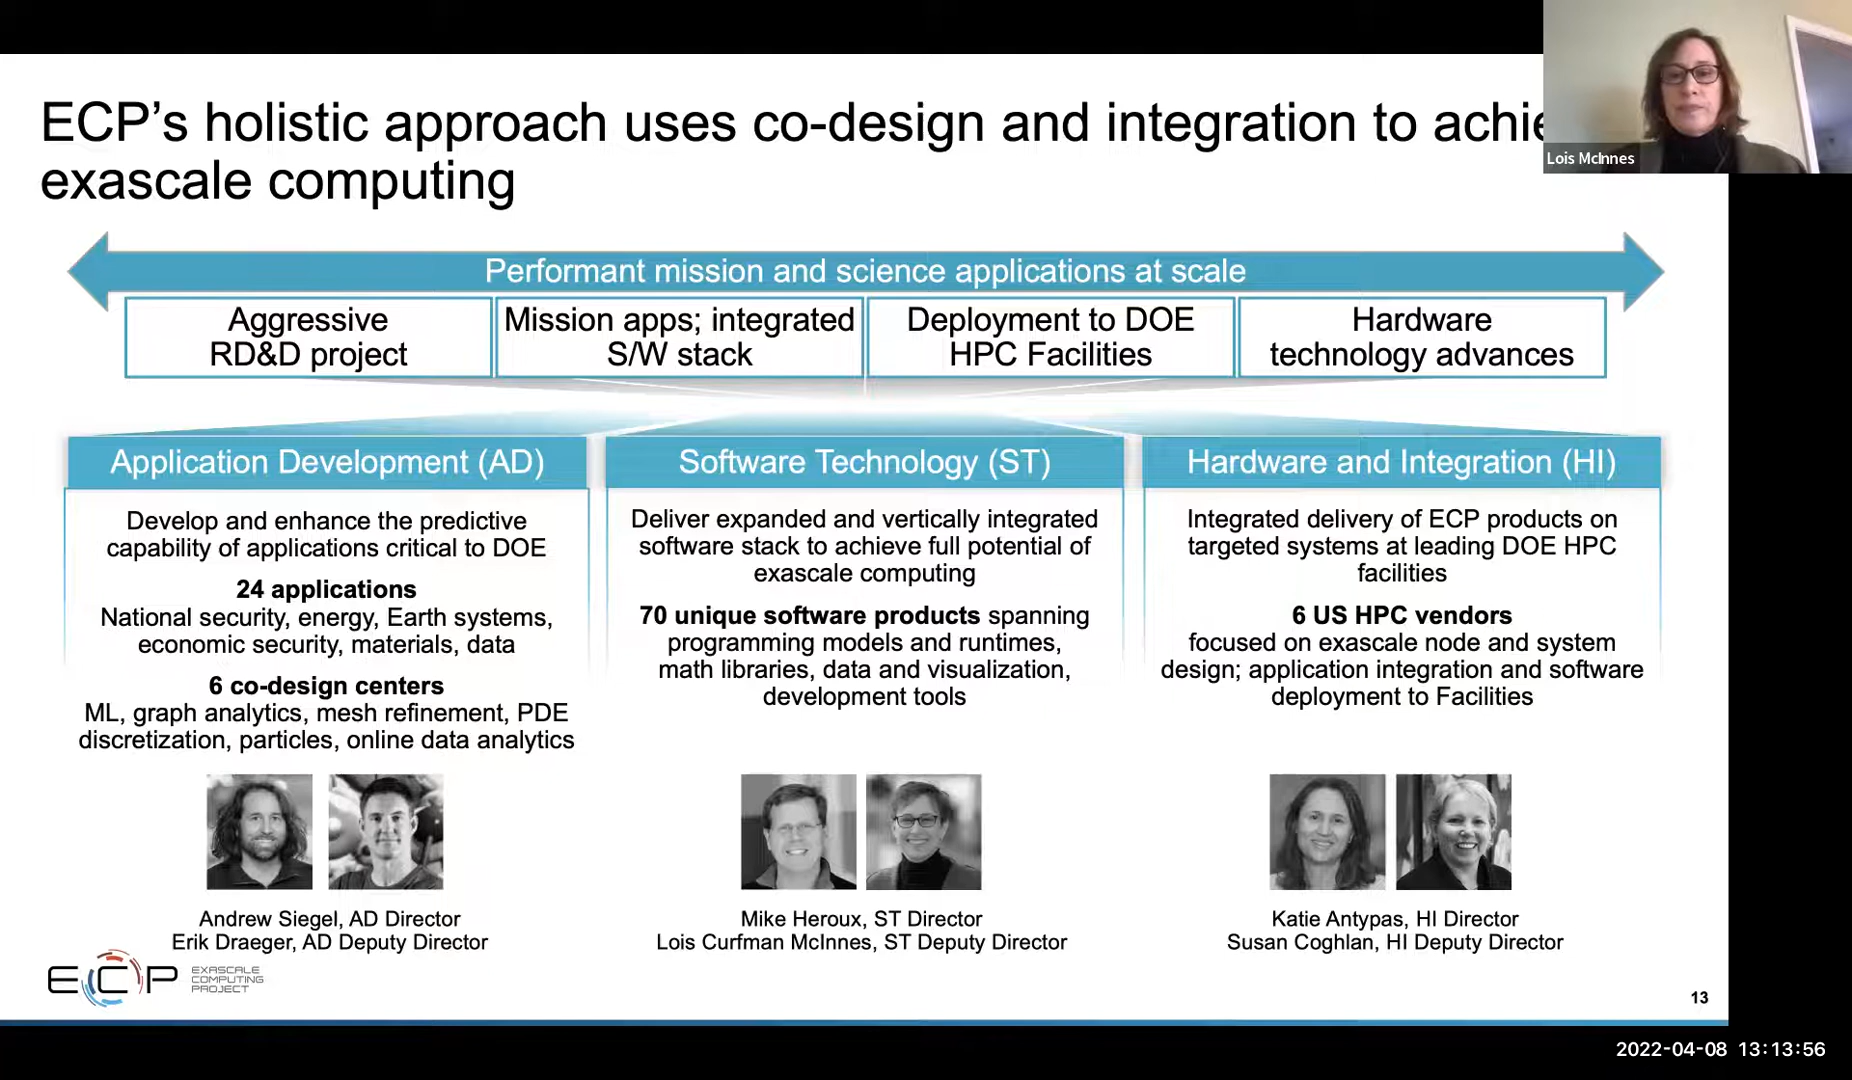 ECP's holistic approach uses co-design and integration to
exascale computing
Lois McInnes
Performant mission and science applications at scale
Aggressive
RD&D project
Mission apps; integrated
S/W stack
Deployment to DOE
HPC Facilities
Hardware
technology advances
Application Development (AD)
Develop and enhance the predictive
capability of applications critical to DOE
24 applications
National security, energy, Earth systems,
economic security, materials, data
6 co-design centers
ML, graph analytics, mesh refinement, PDE
discretization, particles, online data analytics
Andrew Siegel, AD Director
Erik Draeger, AD Deputy Director
Software Technology (ST)
Deliver expanded and vertically integrated
software stack to achieve full potential of
exascale computing
70 unique software products spanning
programming models and runtimes,
math libraries, data and visualization,
development tools
Mike Heroux, ST Director
Lois Curfman McInnes, ST Deputy Director
Hardware and Integration (HI)
Integrated delivery of ECP products on
targeted systems at leading DOE HPC
facilities
6 US HPC vendors
focused on exascale node and system
design; application integration and software
deployment to Facilities
Katie Antypas, HI Director
Susan Coghlan, HI Deputy Director
ECP
EXASCALE
COMPUTING
PROJECT
13
2022-04-08 13:13:56